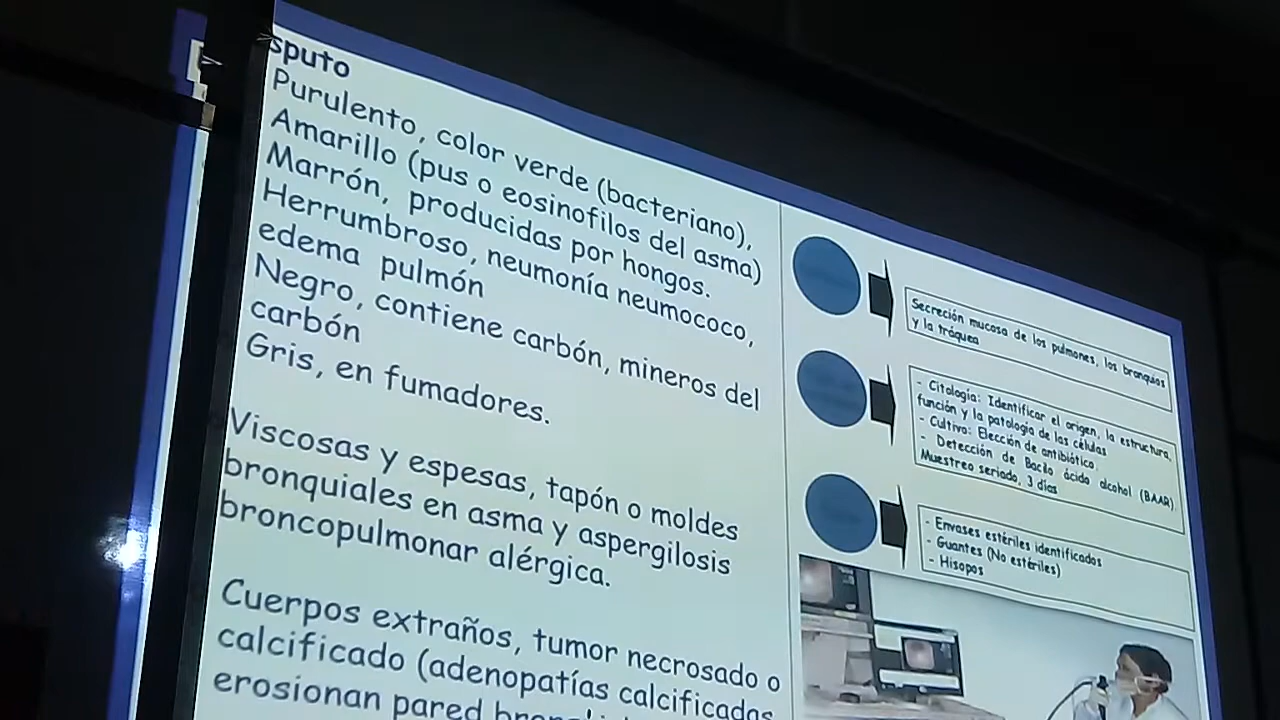 sputo
Purulento, color verde (bacteriano),
Amarillo (pus o eosinofilos del asma)
Marrón, producidas por hongos.
Herrumbroso, neumonía neumococo,
edema pulmón
Negro, contiene carbón, mineros del
carbón
Gris, en fumadores.
Viscosas y espesas, tapón o moldes
bronquiales en asma y aspergilosis
broncopulmonar alérgica.
Cuerpos extraños, tumor necrosado o
calcificado (adenopatías calcificadas
erosionan pared
Secreción mucosa de los pulmones, los bronquios
y la tráquea
- Citología: Identificar el origen, la estructura,
función y la patología de las células
- Cultivo: Elección de antibiótico.
- Detección de Bacilo ácido alcohol (BAAR)
Muestreo seriado, 3 días
- Envases estériles identificados
- Guantes (No estériles)
- Hisopos